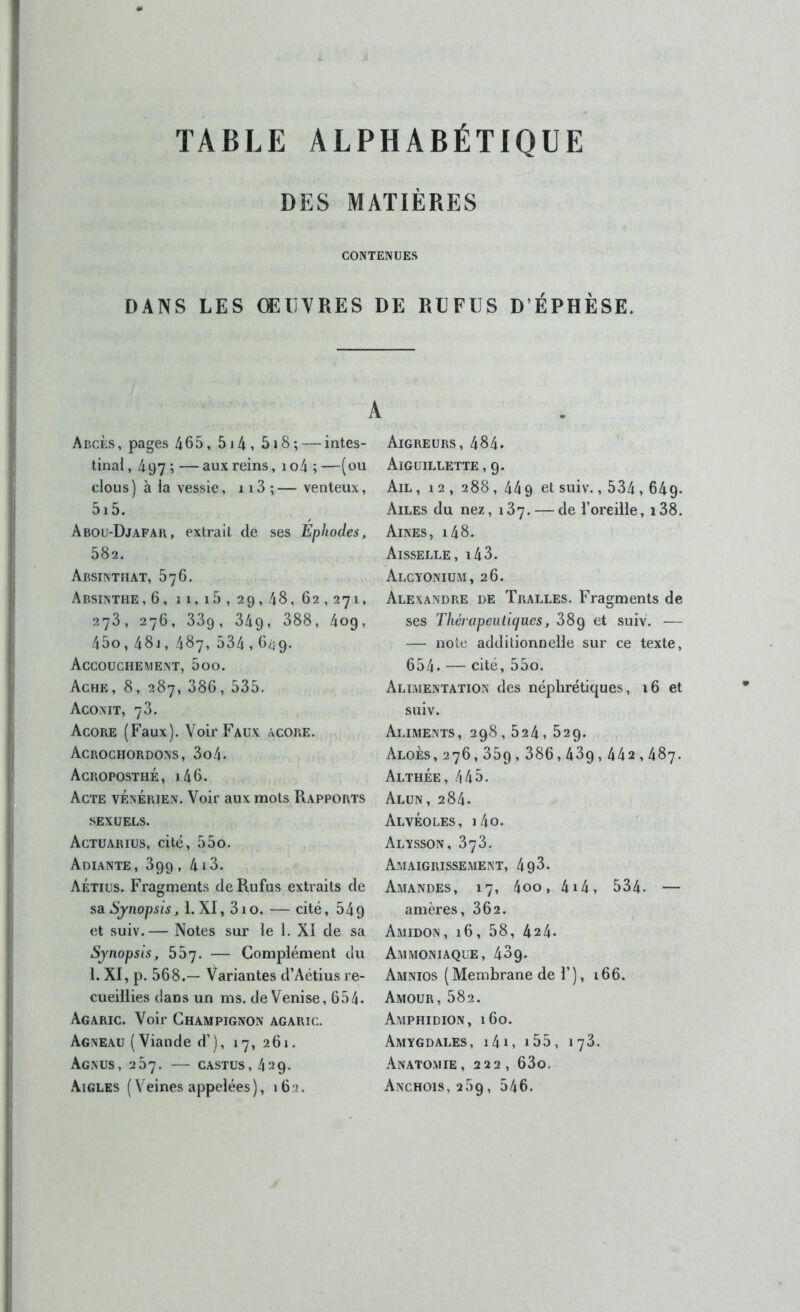 TABLE ALPHABÉTIQUE
DES MATIÈRES
CONTENUES
DANS LES ŒUVRES DE RUFUS D'ÉPHÈSE.
A
ABCÈS, pages 465, 514, 518; — intes-
tinal, 497; — aux reins, 104; — (ou
clous) à la vessie, 113; — venteux,
515.
ABOU-DJAFAR, extrait de ses Éphodes,
582.
ABSINTHAT, 576.
ABSINTHE, 6, 11, 15, 29, 48, 62, 271,
273, 276, 339, 349, 388, 409,
450, 481, 487, 534, 649.
ACCOUCHEMENT, 500.
ACHE, 8, 287, 386, 535.
ACONIT, 73.
ACORE (Faux). Voir FAUX ACORE.
ACROCHORDONS, 304.
ACROPOSTHÉ, 146.
ACTE VÉNÉRIEN. Voir aux mots RAPPORTS
SEXUELS.
ACTUARIUS, cité, 550.
ADIANTE, 399, 413.
AÉTIUS. Fragments de Rufus extraits de
sa Synopsis, l. XI, 310. — cité, 549
et suiv. — Notes sur le l. XI de sa
Synopsis, 557. — Complément du
l. XI, p. 568. — Variantes d'Aétius re-
cueillies dans un ms. de Venise, 654.
AGARIC. Voir CHAMPIGNON AGARIC.
AGNEAU (Viande d'), 17, 261.
AGNUS, 257. — CASTUS, 429.
AIGLES (Veines appelées), 162.
AIGREURS, 484.
AIGUILLETTE, 9.
AIL, 12, 288, 449 et suiv., 534, 649.
AILES du nez, 137. — de l'oreille, 138.
AINES, 148.
AISSELLE, 143.
ALCYONIUM, 26.
ALEXANDRE DE TRALLES. Fragments de
ses Thérapeutiques, 389 et suiv. —
— note additionnelle sur ce texte,
654. — cité, 550.
ALIMENTATION des néphrétiques, 16 et
suiv.
ALIMENTS, 298, 524, 529.
ALOÈS, 276, 359, 386, 439, 442, 487.
ALTHÉE, 445.
ALUN, 284.
ALVÉOLES, 140.
ALYSSON, 373.
AMAIGRISSEMENT, 493.
AMANDES, 17, 400, 414, 534. —
amères, 362.
AMIDON, 16, 58, 424.
AMMONIAQUE, 439.
AMNIOS (Membrane de l'), 166.
AMOUR, 582.
AMPHIDION, 160.
AMYGDALES, 141, 155, 173.
ANATOMIE, 222, 630.
ANCHOIS, 259, 546.